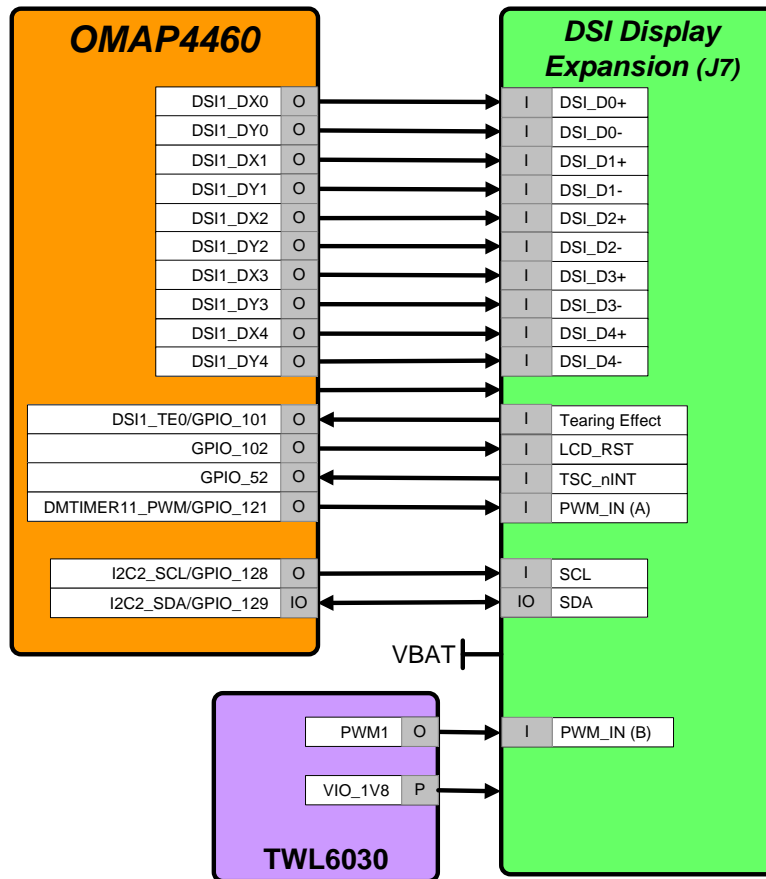 OMAP4460
DSI Display
Expansion (J7)
DSI1_DX0 O I DSI_D0+
DSI1_DY0 O I DSI_D0-
DSI1_DX1 O I DSI_D1+
DSI1_DY1 O I DSI_D1-
DSI1_DX2 O I DSI_D2+
DSI1_DY2 O I DSI_D2-
DSI1_DX3 O I DSI_D3+
DSI1_DY3 O I DSI_D3-
DSI1_DX4 O I DSI_D4+
DSI1_DY4 O I DSI_D4-
DSI1_TE0/GPIO_101 O I Tearing Effect
GPIO_102 O I LCD_RST
GPIO_52 O I TSC_nINT
DMTIMER11_PWM/GPIO_121 O I PWM_IN (A)
I2C2_SCL/GPIO_128 O I SCL
I2C2_SDA/GPIO_129 IO IO SDA
VBAT
PWM1 O I PWM_IN (B)
VIO_1V8 P
TWL6030